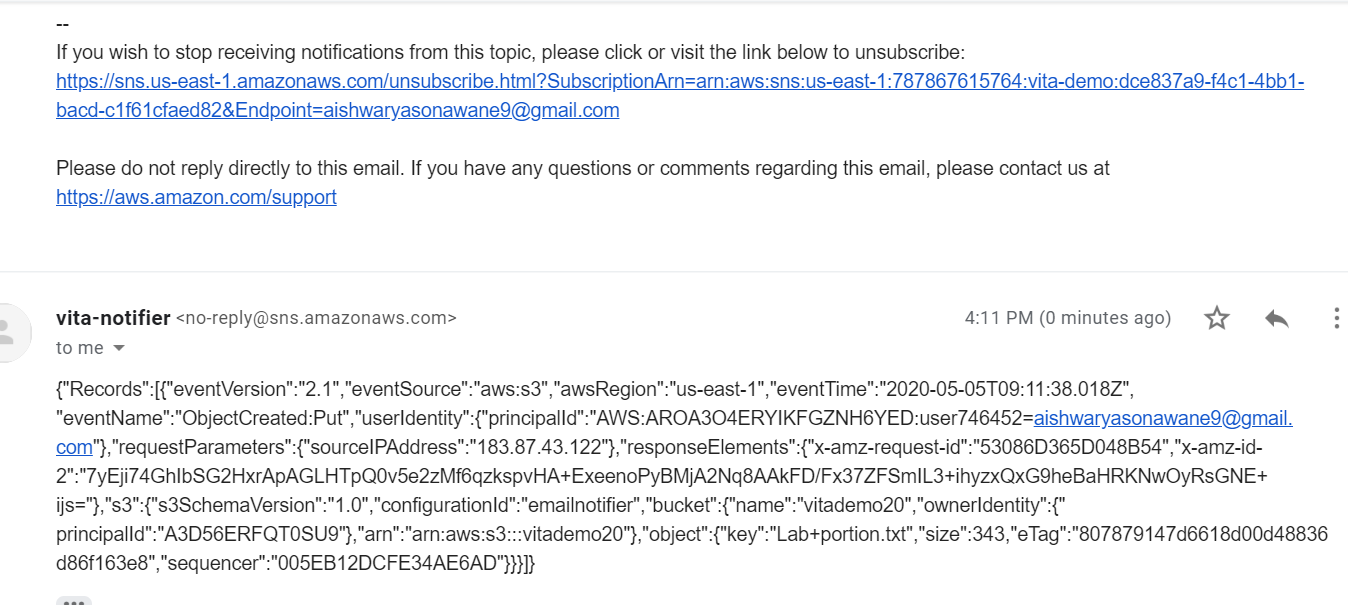 --
If you wish to stop receiving notifications from this topic, please click or visit the link below to unsubscribe:
https://sns.us-east-1.amazonaws.com/unsubscribe.html?SubscriptionArn=arn:aws:sns:us-east-1:787867615764:vita-demo:dce837a9-f4c1-4bb1-
bacd-c1f61cfaed82&Endpoint=aishwaryasonawane9@gmail.com
Please do not reply directly to this email. If you have any questions or comments regarding this email, please contact us at
https://aws.amazon.com/support
vita-notifier <no-reply@sns.amazonaws.com> 4:11 PM (0 minutes ago)
to me
{"Records":[{"eventVersion":"2.1","eventSource":"aws:s3","awsRegion":"us-east-1","eventTime":"2020-05-05T09:11:38.018Z",
"eventName":"ObjectCreated:Put","userIdentity":{"principalId":"AWS:AROA3O4ERYIKFGZNH6YED:user746452=aishwaryasonawane9@gmail.
com"},"requestParameters":{"sourceIPAddress":"183.87.43.122"},"responseElements":{"x-amz-request-id":"53086D365D048B54","x-amz-id-
2":"7yEji74GhIbSG2HxrApAGLHTpQ0v5e2zMf6qzkspvHA+ExeenoPyBMjA2Nq8AAkFD/Fx37ZFSmIL3+ihyzxQxG9heBaHRKNwOyRsGNE+
ijs="},"s3":{"s3SchemaVersion":"1.0","configurationId":"emailnotifier","bucket":{"name":"vitademo20","ownerIdentity":{"
principalId":"A3D56ERFQT0SU9"},"arn":"arn:aws:s3:::vitademo20"},"object":{"key":"Lab+portion.txt","size":343,"eTag":"807879147d6618d00d48836
d86f163e8","sequencer":"005EB12DCFE34AE6AD"}}}]}